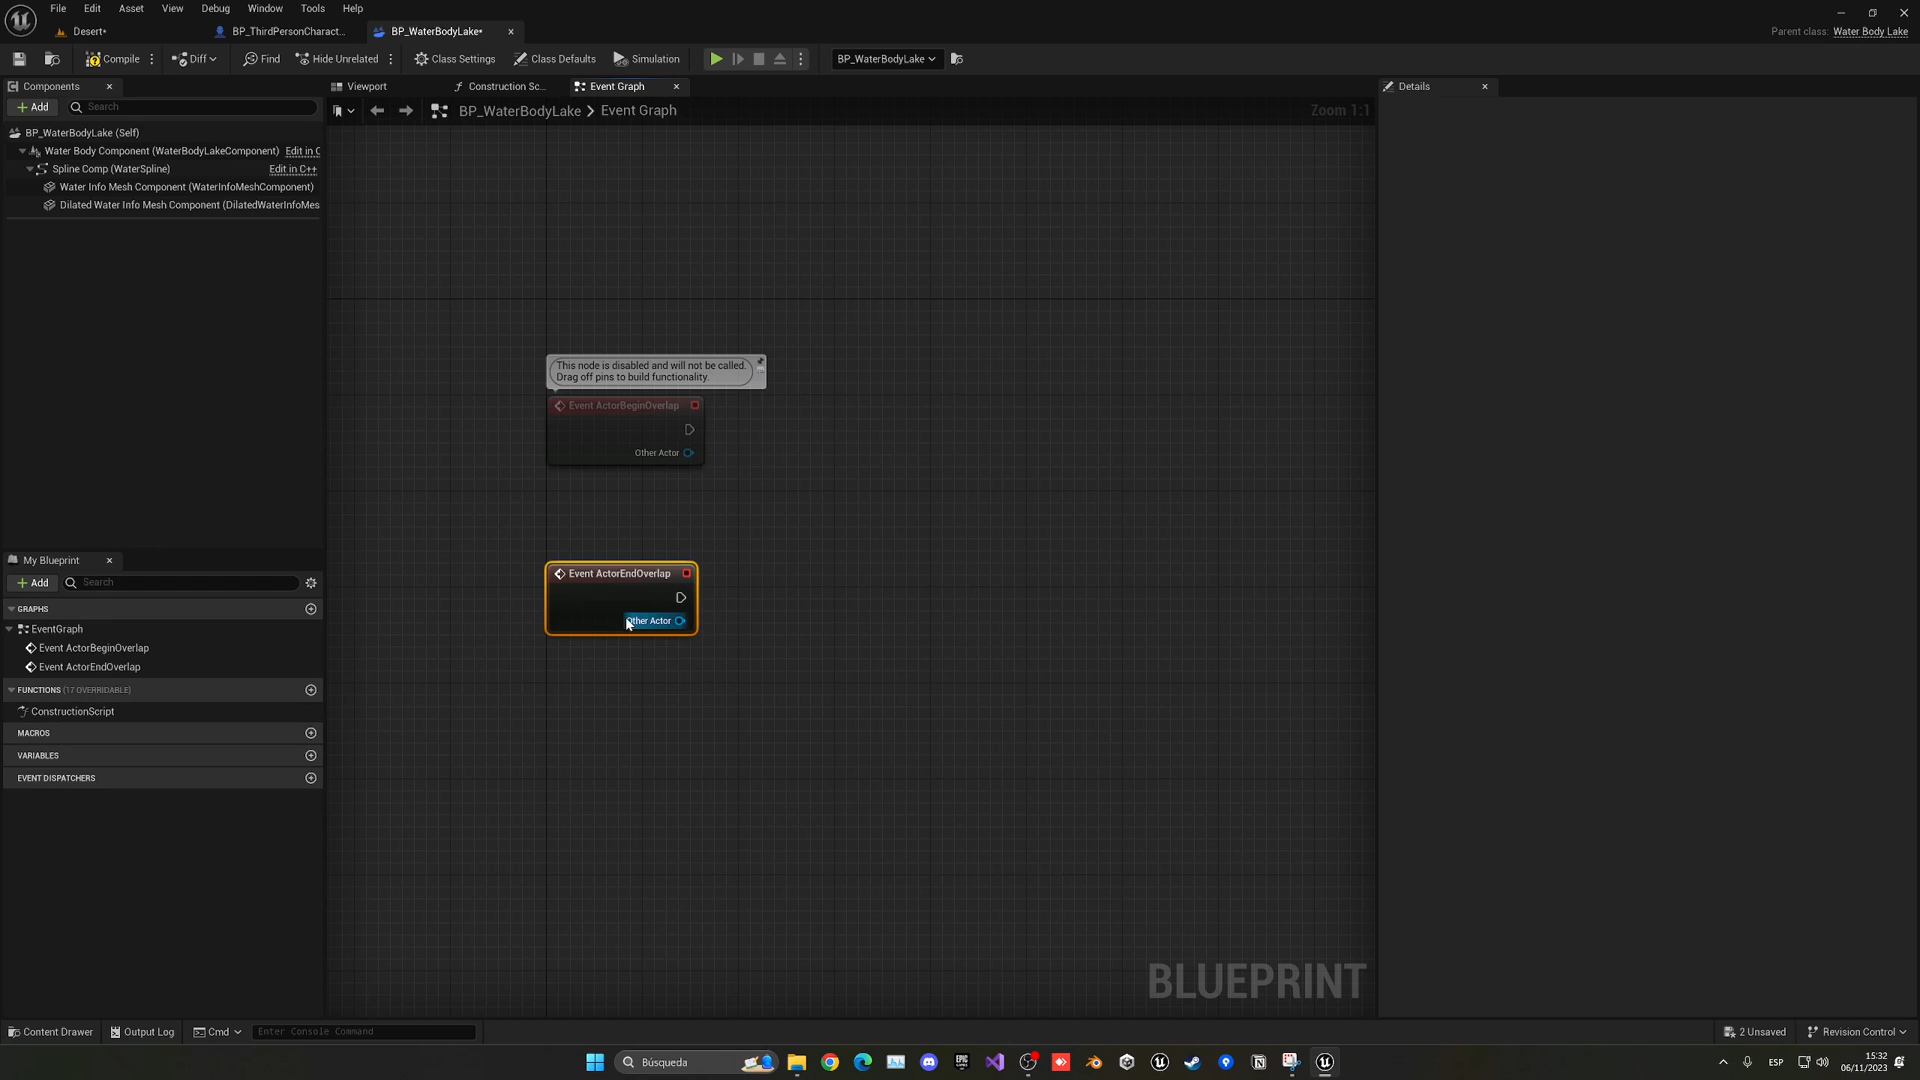 File Edit Asset View Debug Window Tools Help
Desert*
BP_ThirdPersonCharact...
BP_WaterBodyLake*
Parent class: Water Body Lake
Compile
Diff
Find
Hide Unrelated
Class Settings
Class Defaults
Simulation
BP_WaterBodyLake
Components
Viewport
Construction Sc...
Event Graph
Details
Add
Search
BP_WaterBodyLake > Event Graph
Zoom 1:1
BP_WaterBodyLake (Self)
Water Body Component (WaterBodyLakeComponent) Edit in C
Spline Comp (WaterSpline) Edit in C++
Water Info Mesh Component (WaterInfoMeshComponent)
Dilated Water Info Mesh Component (DilatedWaterInfoMes
This node is disabled and will not be called.
Drag off pins to build functionality.
Event ActorBeginOverlap
Other Actor
Event ActorEndOverlap
Other Actor
My Blueprint
Add
Search
GRAPHS
EventGraph
Event ActorBeginOverlap
Event ActorEndOverlap
FUNCTIONS (17 OVERRIDABLE)
ConstructionScript
MACROS
VARIABLES
EVENT DISPATCHERS
BLUEPRINT
Content Drawer
Output Log
Cmd
Enter Console Command
2 Unsaved
Revision Control
Búsqueda
ESP
15:32
06/11/2023